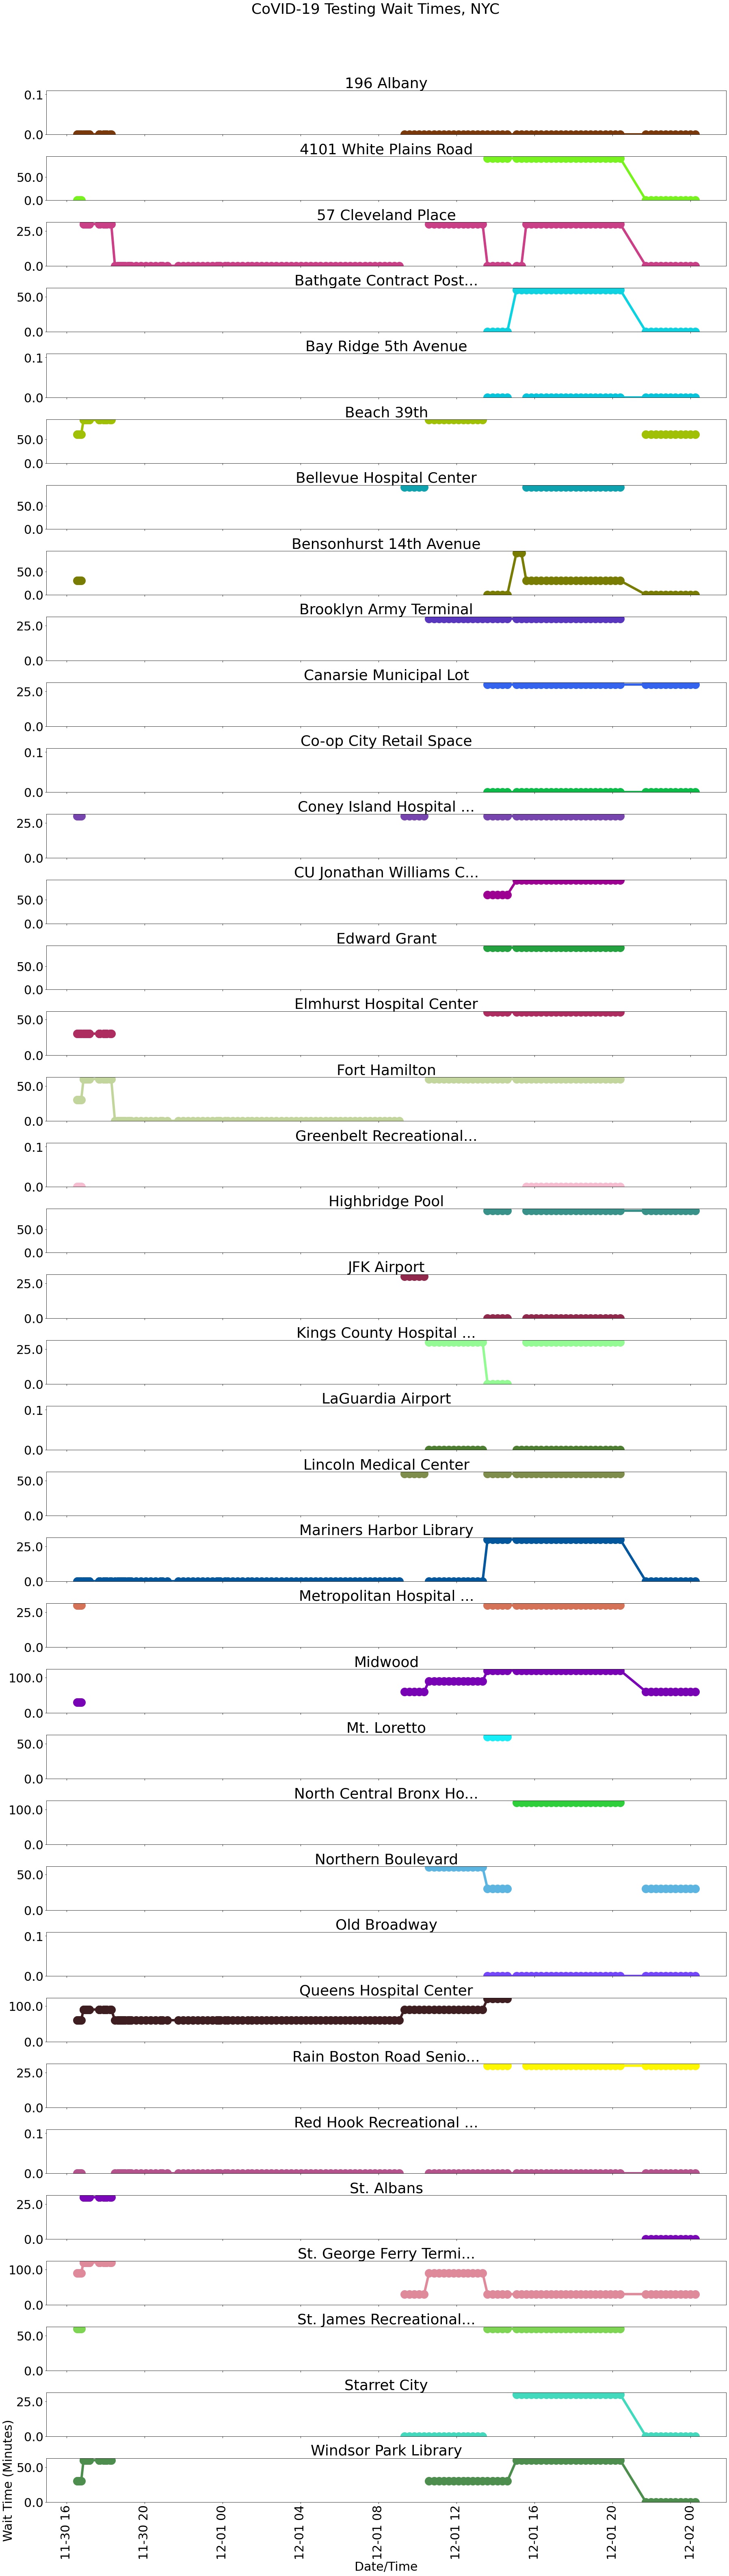 CoVID-19 Testing Wait Times, NYC
196 Albany
0.1
0.0
4101 White Plains Road
50.0
0.0
57 Cleveland Place
25.0
0.0
Bathgate Contract Post...
50.0
0.0
Bay Ridge 5th Avenue
0.1
0.0
Beach 39th
50.0
0.0
Bellevue Hospital Center
50.0
0.0
Bensonhurst 14th Avenue
50.0
0.0
Brooklyn Army Terminal
25.0
0.0
Canarsie Municipal Lot
25.0
0.0
Co-op City Retail Space
0.1
0.0
Coney Island Hospital ...
25.0
0.0
CU Jonathan Williams C...
50.0
0.0
Edward Grant
50.0
0.0
Elmhurst Hospital Center
50.0
0.0
Fort Hamilton
50.0
0.0
Greenbelt Recreational...
0.1
0.0
Highbridge Pool
50.0
0.0
JFK Airport
25.0
0.0
Kings County Hospital ...
25.0
0.0
LaGuardia Airport
0.1
0.0
Lincoln Medical Center
50.0
0.0
Mariners Harbor Library
25.0
0.0
Metropolitan Hospital ...
25.0
0.0
Midwood
100.0
0.0
Mt. Loretto
50.0
0.0
North Central Bronx Ho...
100.0
0.0
Northern Boulevard
50.0
0.0
Old Broadway
0.1
0.0
Queens Hospital Center
100.0
0.0
Rain Boston Road Senio...
25.0
0.0
Red Hook Recreational ...
0.1
0.0
St. Albans
25.0
0.0
St. George Ferry Termi...
100.0
0.0
St. James Recreational...
50.0
0.0
Starret City
25.0
0.0
Windsor Park Library
50.0
0.0
Wait Time (Minutes)
11-30 16
11-30 20
12-01 00
12-01 04
12-01 08
12-01 12
12-01 16
12-01 20
12-02 00
Date/Time